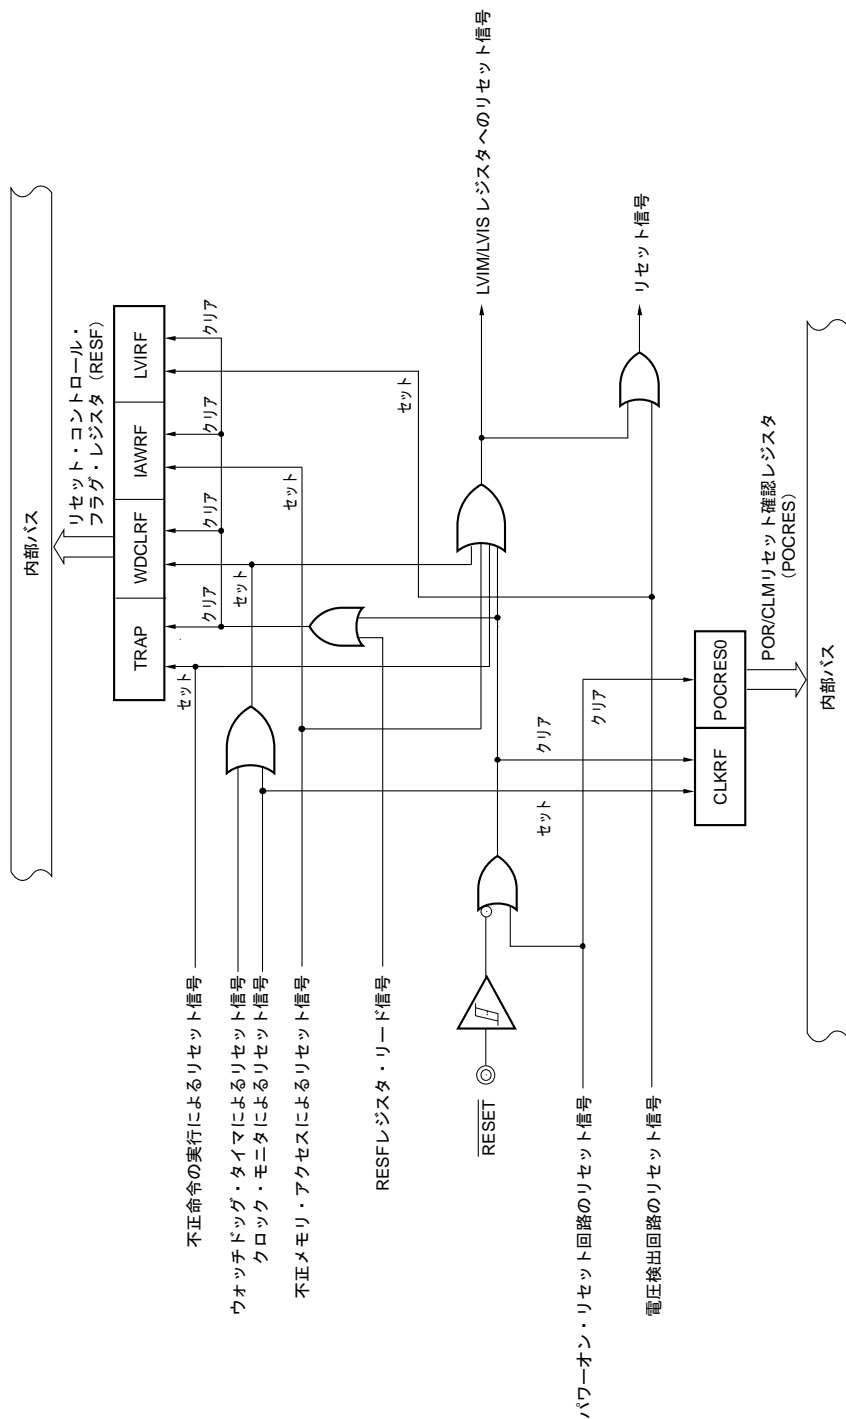 内部バス
リセット・コントロール・
フラグ・レジスタ（RESF）
TRAP
WDCLRF
IAWRF
LVIRF
セット
クリア
セット
クリア
セット
クリア
セット
クリア
不正命令の実行によるリセット信号
ウォッチドッグ・タイマによるリセット信号
クロック・モニタによるリセット信号
不正メモリ・アクセスによるリセット信号
RESFレジスタ・リード信号
RESET
パワーオン・リセット回路のリセット信号
電圧検出回路のリセット信号
LVIM/LVISレジスタへのリセット信号
リセット信号
セット
クリア
クリア
CLKRF
POCRES0
POR/CLMリセット確認レジスタ
（POCRES）
内部バス